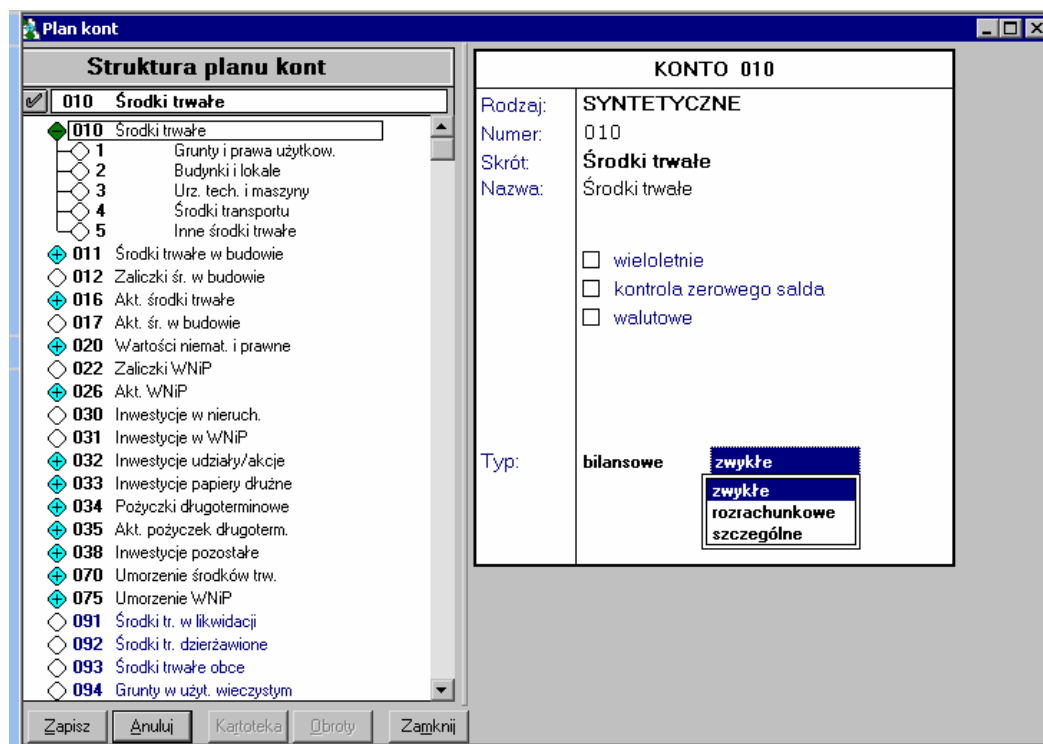 Plan kont
Struktura planu kont
010 Środki trwałe
010 Środki trwałe
1 Grunty i prawa użytkow.
2 Budynki i lokale
3 Urz. tech. i maszyny
4 Środki transportu
5 Inne środki trwałe
011 Środki trwałe w budowie
012 Zaliczki śr. w budowie
016 Akt. środki trwałe
017 Akt. śr. w budowie
020 Wartości niemat. i prawne
022 Zaliczki WNiP
026 Akt. WNiP
030 Inwestycje w nieruch.
031 Inwestycje w WNiP
032 Inwestycje udziały/akcje
033 Inwestycje papiery dłużne
034 Pożyczki długoterminowe
035 Akt. pożyczek długoterm.
038 Inwestycje pozostałe
070 Umorzenie środków trw.
075 Umorzenie WNiP
091 Środki tr. w likwidacji
092 Środki tr. dzierżawione
093 Środki trwałe obce
094 Grunty w użyt. wieczystym
Zapisz Anuluj Kartoteka Obroty Zamknij
KONTO 010
Rodzaj: SYNTETYCZNE
Numer: 010
Skrót: Środki trwałe
Nazwa: Środki trwałe
wieloletnie
kontrola zerowego salda
walutowe
Typ: bilansowe zwykłe
zwykłe
rozrachunkowe
szczególne